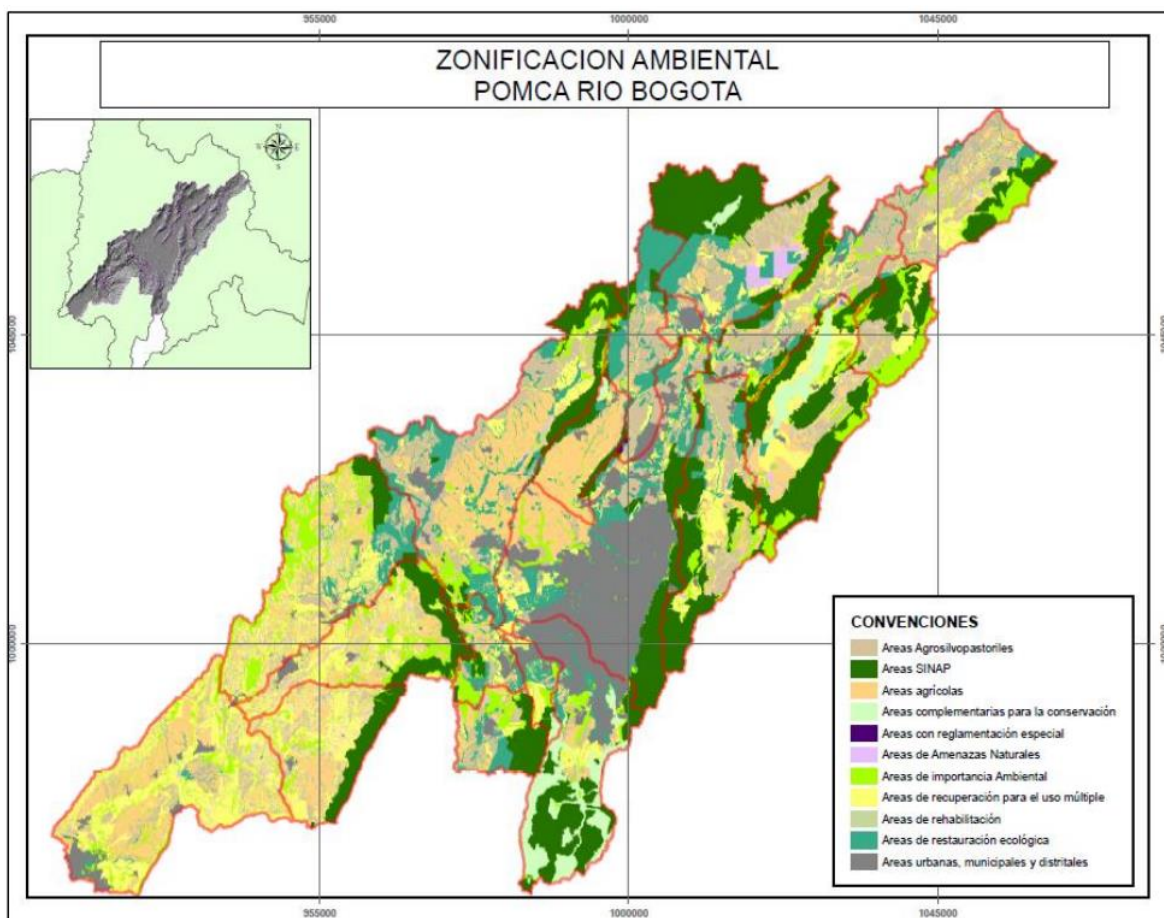 955000 1000000 1045000
ZONIFICACION AMBIENTAL
POMCA RIO BOGOTA
N
W E
S
1045000
1000000
CONVENCIONES
Areas Agrosilvopastoriles
Areas SINAP
Areas agrícolas
Areas complementarias para la conservación
Areas con reglamentación especial
Areas de Amenazas Naturales
Areas de importancia Ambiental
Areas de recuperación para el uso múltiple
Areas de rehabilitación
Areas de restauración ecológica
Areas urbanas, municipales y distritales
955000 1000000 1045000